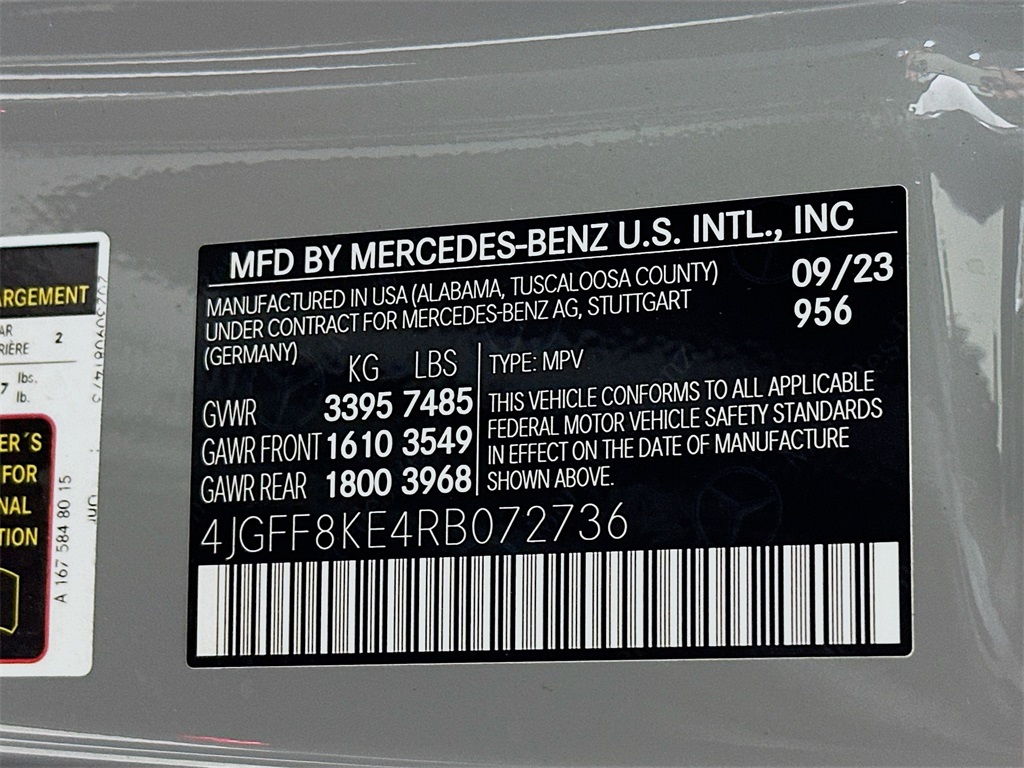 MFD BY MERCEDES-BENZ U.S. INTL., INC
MANUFACTURED IN USA (ALABAMA, TUSCALOOSA COUNTY)
UNDER CONTRACT FOR MERCEDES-BENZ AG, STUTTGART
(GERMANY)
09/23
956
KG LBS
GVWR 3395 7485
GAWR FRONT 1610 3549
GAWR REAR 1800 3968
TYPE: MPV
THIS VEHICLE CONFORMS TO ALL APPLICABLE
FEDERAL MOTOR VEHICLE SAFETY STANDARDS
IN EFFECT ON THE DATE OF MANUFACTURE
SHOWN ABOVE.
4JGFF8KE4RB072736
ARGEMENT
AR
RIÈRE 2
7 lbs.
lb.
ER´S
FOR
NAL
TION
A 167 584 80 15